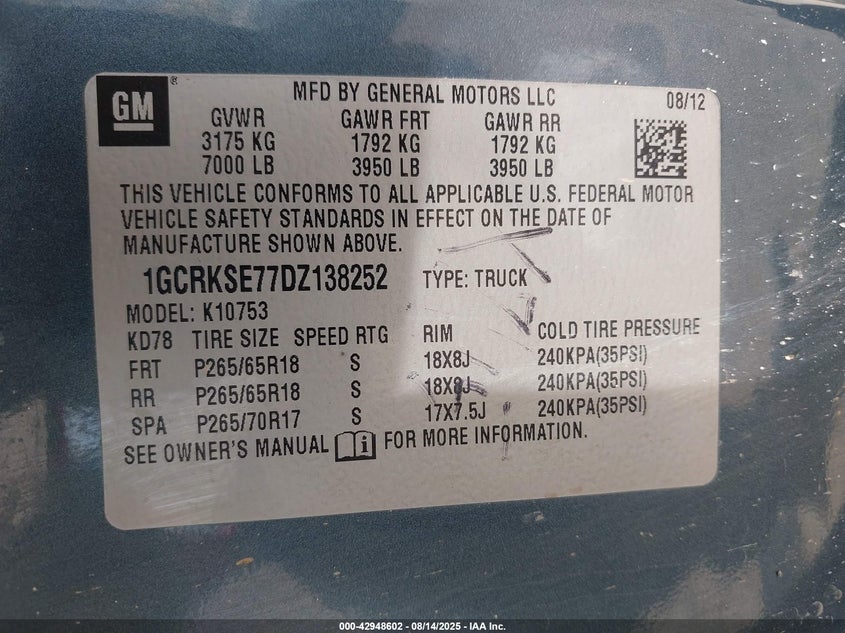 GM
MFD BY GENERAL MOTORS LLC 08/12
GVWR GAWR FRT GAWR RR
3175 KG 1792 KG 1792 KG
7000 LB 3950 LB 3950 LB
THIS VEHICLE CONFORMS TO ALL APPLICABLE U.S. FEDERAL MOTOR
VEHICLE SAFETY STANDARDS IN EFFECT ON THE DATE OF
MANUFACTURE SHOWN ABOVE.
1GCRKSE77DZ138252 TYPE: TRUCK
MODEL: K10753
KD78 TIRE SIZE SPEED RTG RIM COLD TIRE PRESSURE
FRT P265/65R18 S 18X8J 240KPA(35PSI)
RR P265/65R18 S 18X8J 240KPA(35PSI)
SPA P265/70R17 S 17X7.5J 240KPA(35PSI)
SEE OWNER'S MANUAL i FOR MORE INFORMATION.
000-42948602 - 08/14/2025 - IAA Inc.